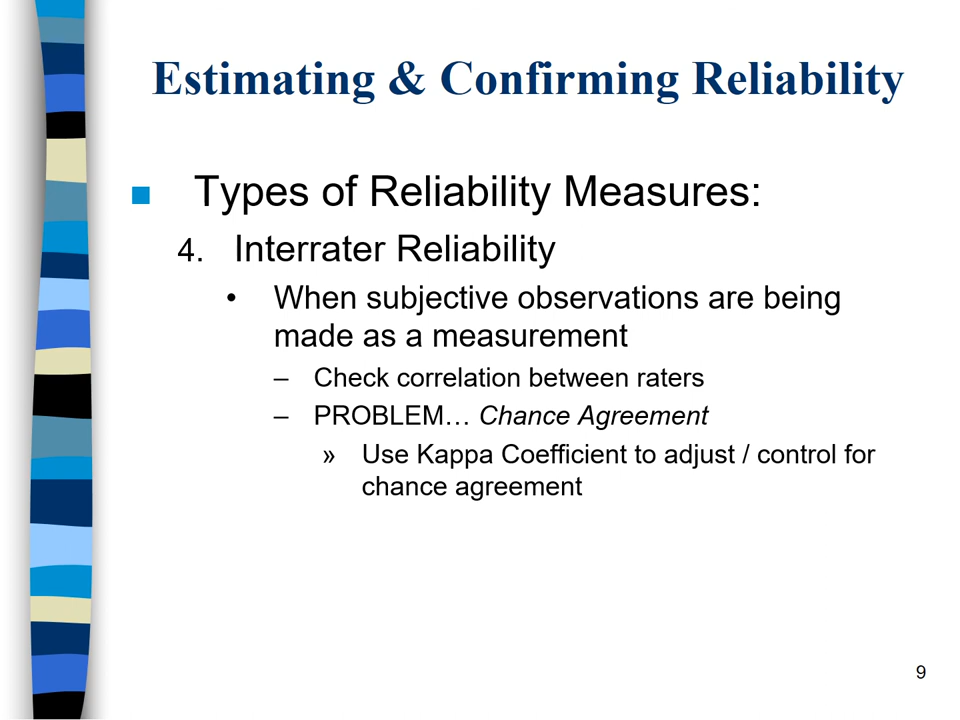 Estimating & Confirming Reliability
■ Types of Reliability Measures:
4. Interrater Reliability
• When subjective observations are being
made as a measurement
– Check correlation between raters
– PROBLEM… Chance Agreement
» Use Kappa Coefficient to adjust / control for
chance agreement
9